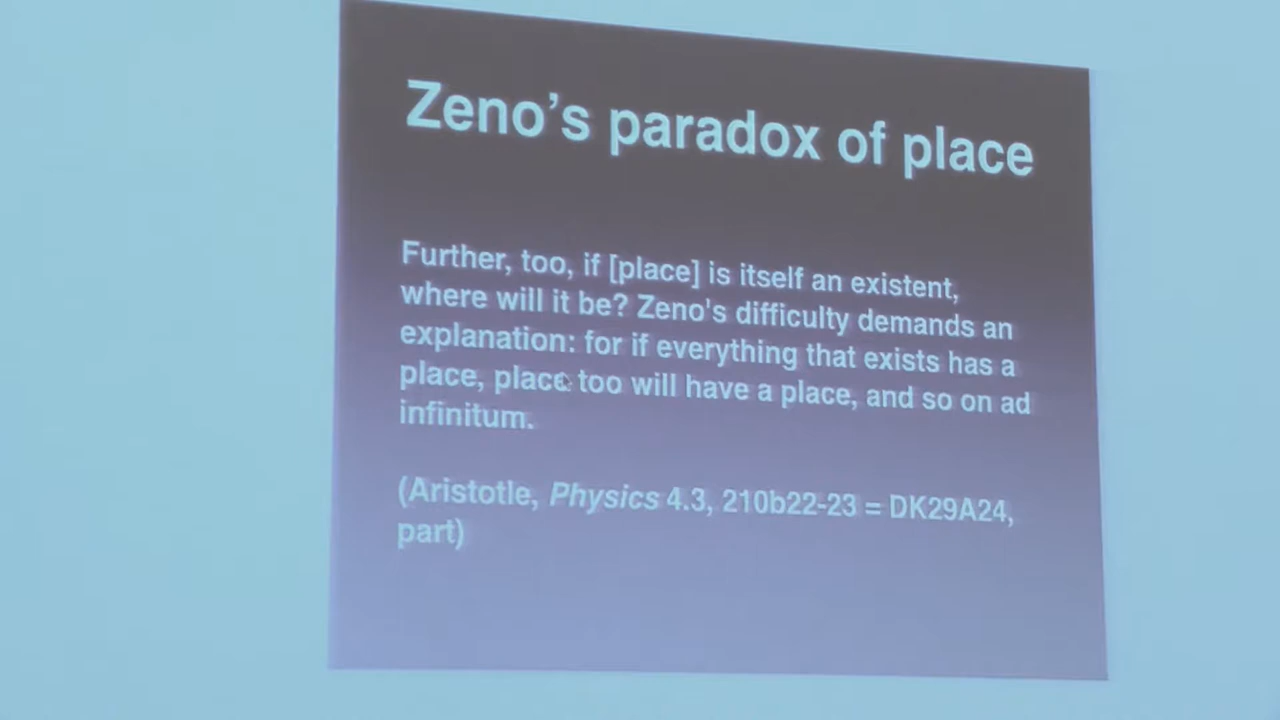 Zeno’s paradox of place
Further, too, if [place] is itself an existent,
where will it be? Zeno's difficulty demands an
explanation: for if everything that exists has a
place, place too will have a place, and so on ad
infinitum.
(Aristotle, Physics 4.3, 210b22-23 = DK29A24,
part)